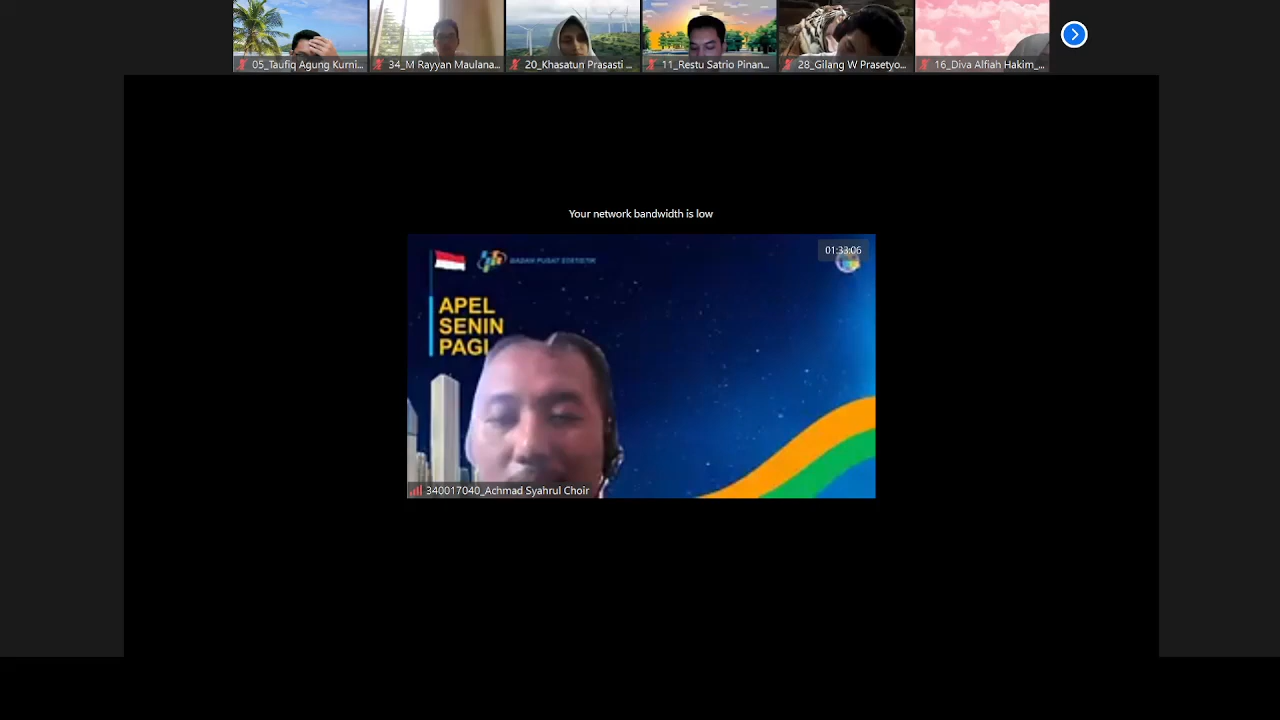 05_Taufiq Agung Kurni...
34_M Rayyan Maulana...
20_Khasatun Prasasti ...
11_Restu Satrio Pinan...
28_Gilang W Prasetyo...
16_Diva Alfiah Hakim_...
Your network bandwidth is low
01:33:06
BADAN PUSAT STATISTIK
APEL
SENIN
PAGI
340017040_Achmad Syahrul Choir